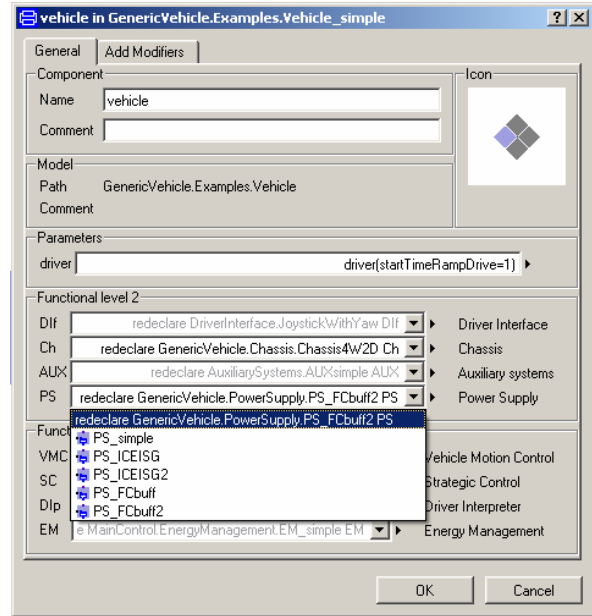 vehicle in GenericVehicle.Examples.Vehicle_simple
General Add Modifiers
Component
Icon
Name vehicle
Comment
Model
Path GenericVehicle.Examples.Vehicle
Comment
Parameters
driver driver(startTimeRampDrive=1)
Functional level 2
DIf redeclare DriverInterface.JoystickWithYaw DIf Driver Interface
Ch redeclare GenericVehicle.Chassis.Chassis4W2D Ch Chassis
AUX redeclare AuxiliarySystems.AUXsimple AUX Auxiliary systems
PS redeclare GenericVehicle.PowerSupply.PS_FCbuff2 PS Power Supply
redeclare GenericVehicle.PowerSupply.PS_FCbuff2 PS
Funct
PS_simple
VMC PS_ICEISG Vehicle Motion Control
SC PS_ICEISG2 Strategic Control
PS_FCbuff
DIp PS_FCbuff2 Driver Interpreter
EM e MainControl.EnergyManagement.EM_simple EM Energy Management
OK Cancel